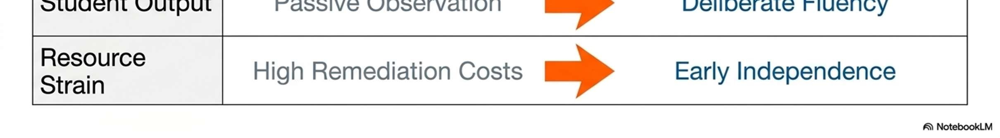 Student Output
Passive Observation
Deliberate Fluency
Resource
Strain
High Remediation Costs
Early Independence
NotebookLM